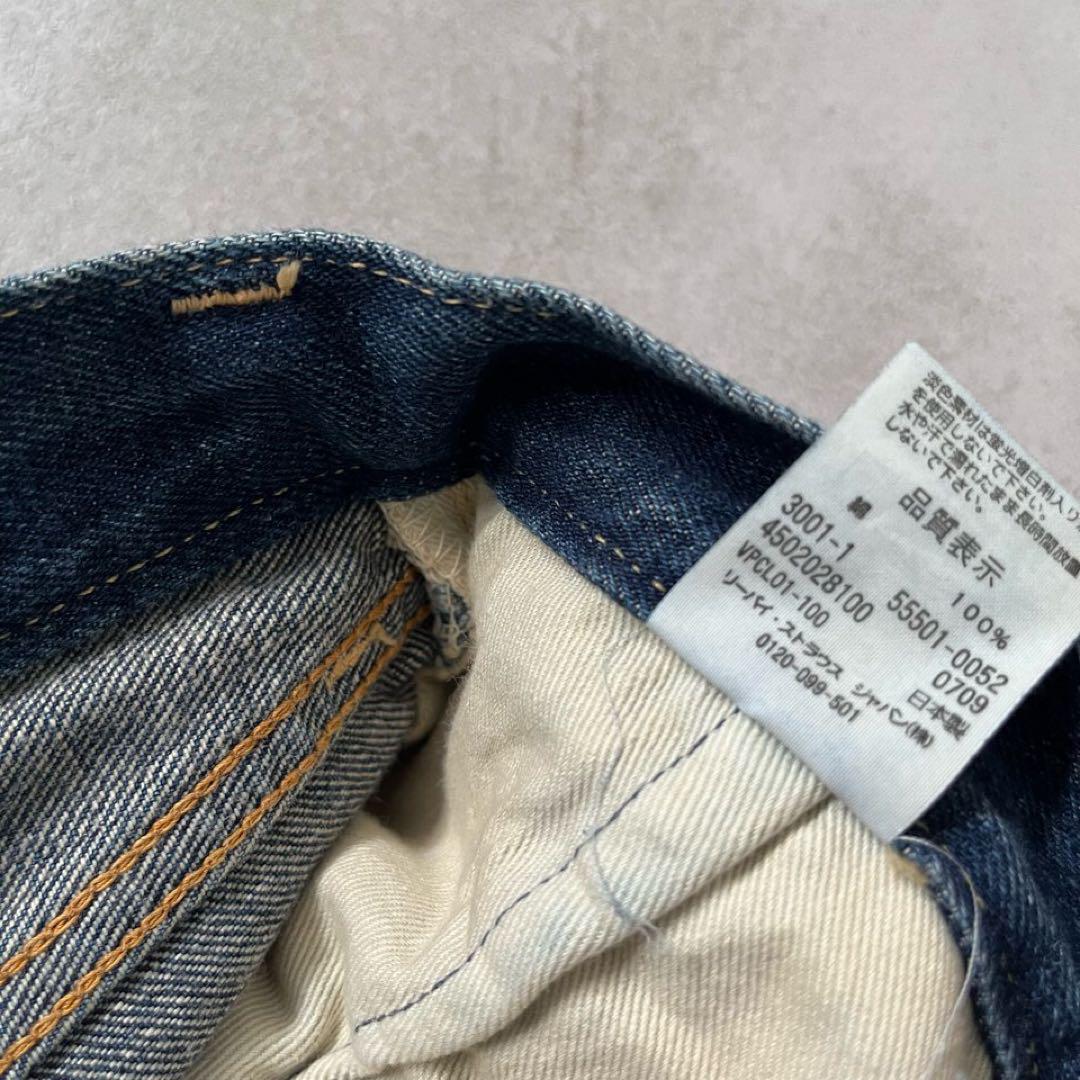 淡色素材は蛍光増白剤入り
を使用しないで下さい。
水や汗で濡れたまま長時間放置
しないで下さい。
品質表示
綿 100%
3001-1 55501-0052
4502028100 0709
VPCL01-100 日本製
リーバイ・ストラウス ジャパン(株)
0120-099-501